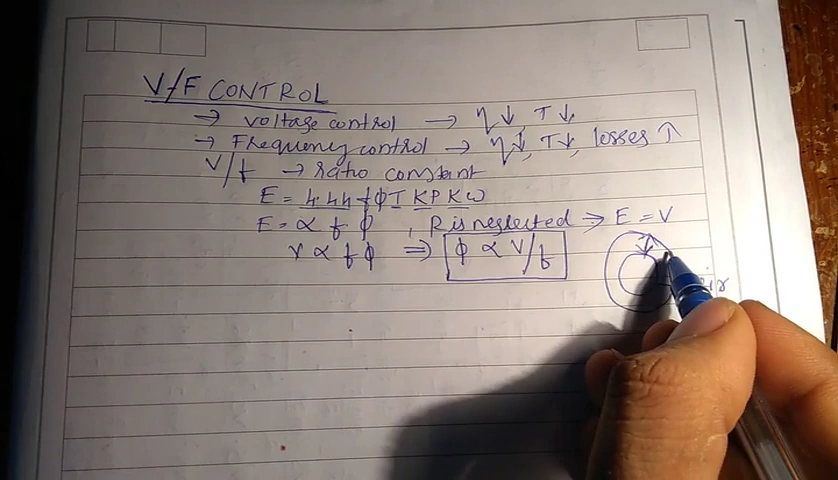 V/F CONTROL
→ voltage control → η↓ T↓,
→ Frequency control → η↓, T↓, losses ↑
V/f → ratio constant
E = 4.44 f ϕ T KP Kw
E = ∝ f ϕ , R is neglected ⇒ E = V
V ∝ f ϕ ⇒ ϕ ∝ V/f